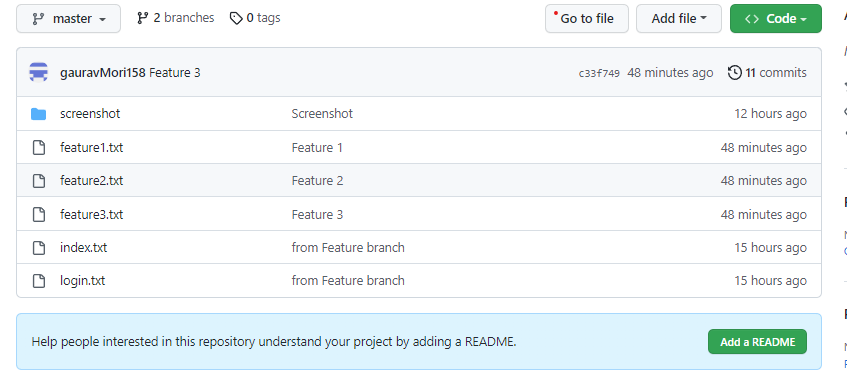 master 2 branches 0 tags Go to file Add file Code
gauravMori158 Feature 3 c33f749 48 minutes ago 11 commits
screenshot Screenshot 12 hours ago
feature1.txt Feature 1 48 minutes ago
feature2.txt Feature 2 48 minutes ago
feature3.txt Feature 3 48 minutes ago
index.txt from Feature branch 15 hours ago
login.txt from Feature branch 15 hours ago
Help people interested in this repository understand your project by adding a README. Add a README